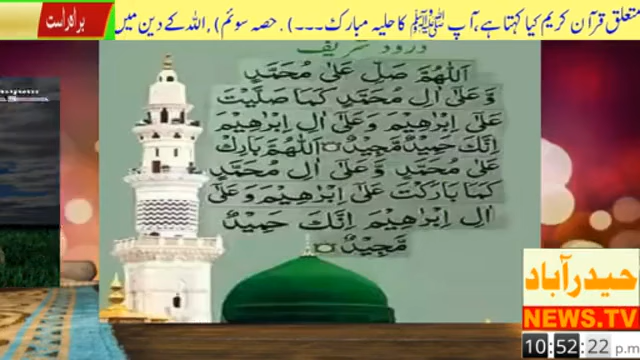 متعلق قرآن کریم کیا کہتا ہے، آپ ﷺ کا حلیہ مبارک۔۔۔) . حصہ سوئم) , اللہ کے دین میں
براہ راست
درود شریف
اَللّٰهُمَّ صَلِّ عَلٰى مُحَمَّدٍ
وَّعَلٰٓى اٰلِ مُحَمَّدٍ كَمَا صَلَّيْتَ
عَلٰٓى اِبْرٰهِيْمَ وَعَلٰٓى اٰلِ اِبْرٰهِيْمَ
اِنَّكَ حَمِيْدٌ مَّجِيْدٌ۝ اَللّٰهُمَّ بَارِكْ
عَلٰى مُحَمَّدٍ وَّعَلٰٓى اٰلِ مُحَمَّدٍ
كَمَا بَارَكْتَ عَلٰٓى اِبْرٰهِيْمَ وَعَلٰٓى
اٰلِ اِبْرٰهِيْمَ اِنَّكَ حَمِيْدٌ
مَّجِيْدٌ۝
حیدرآباد
NEWS.TV
10:52:22 p.m